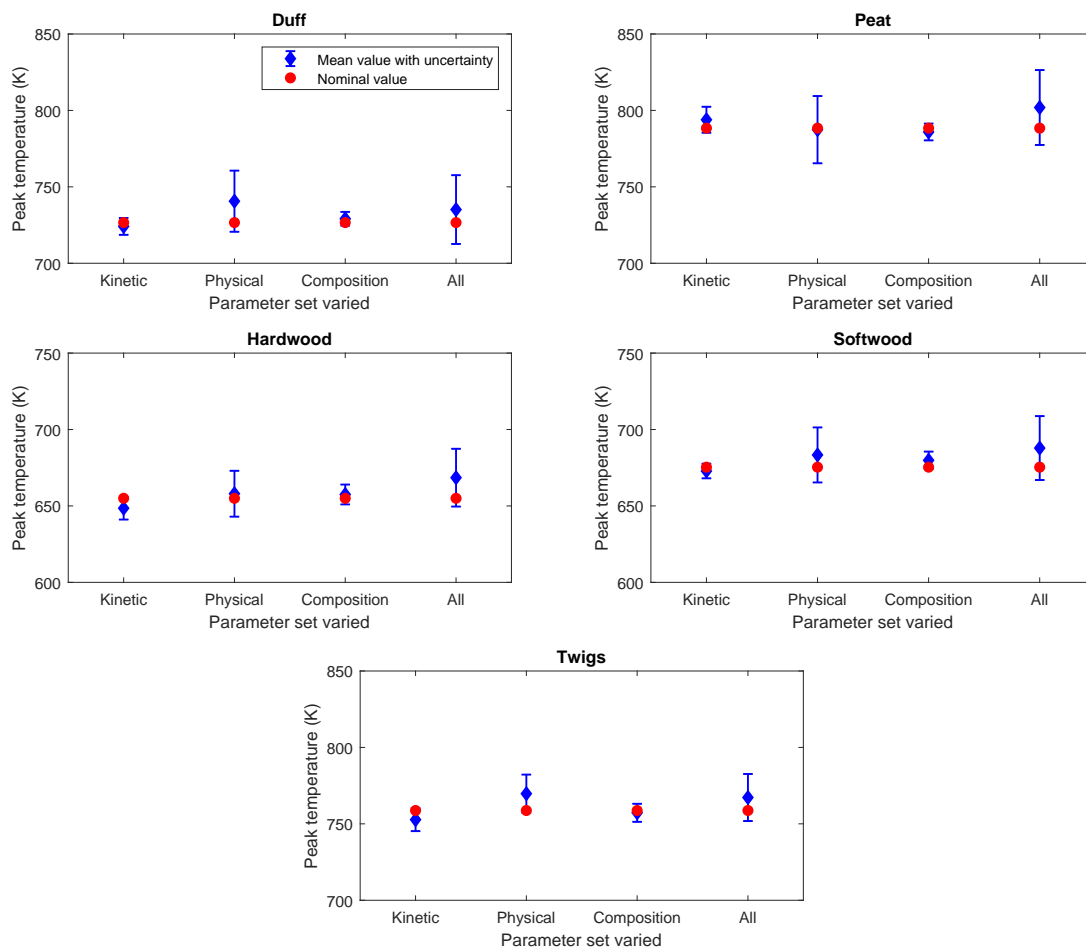 Duff
850
800
750
700
Peak temperature (K)
Mean value with uncertainty
Nominal value
Kinetic Physical Composition All
Parameter set varied
Peat
850
800
750
700
Peak temperature (K)
Kinetic Physical Composition All
Parameter set varied
Hardwood
750
700
650
600
Peak temperature (K)
Kinetic Physical Composition All
Parameter set varied
Softwood
750
700
650
600
Peak temperature (K)
Kinetic Physical Composition All
Parameter set varied
Twigs
850
800
750
700
Peak temperature (K)
Kinetic Physical Composition All
Parameter set varied